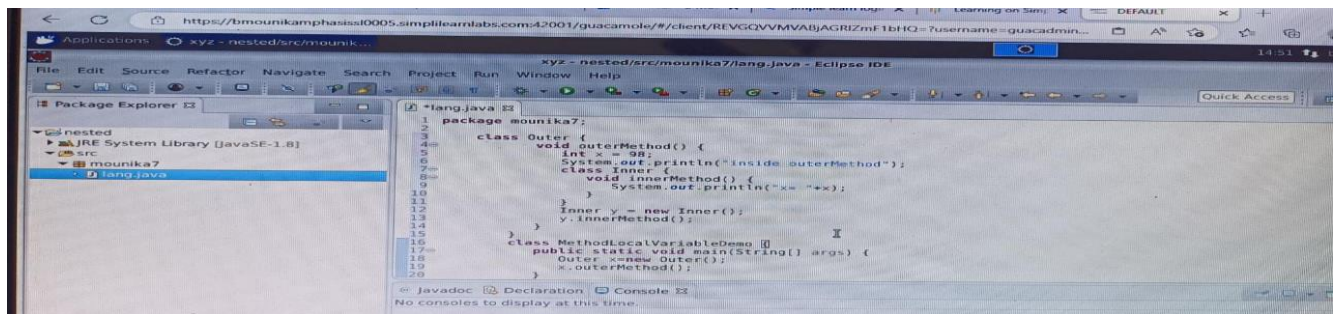 https://bmounikamphasissl0005.simplilearnlabs.com:42001/guacamole/#/client/REVGQVVMVABjAGRlZmF1bHQ=?username=guacadmin...
Learning on Sim
DEFAULT
Applications
xyz - nested/src/mounik...
14:51
xyz - nested/src/mounika7/lang.java - Eclipse IDE
File Edit Source Refactor Navigate Search Project Run Window Help
Quick Access
Package Explorer
*lang.java
nested
JRE System Library [JavaSE-1.8]
src
mounika7
lang.java
1 package mounika7;
2
3 class Outer {
4 void outerMethod() {
5 int x = 98;
6 System.out.println("inside outerMethod");
7 class Inner {
8 void innerMethod() {
9 System.out.println("x= "+x);
10 }
11 }
12 Inner y = new Inner();
13 y.innerMethod();
14 }
15 }
16 class MethodLocalVariableDemo {
17 public static void main(String[] args) {
18 Outer x=new Outer();
19 x.outerMethod();
20 }
Javadoc Declaration Console
No consoles to display at this time.